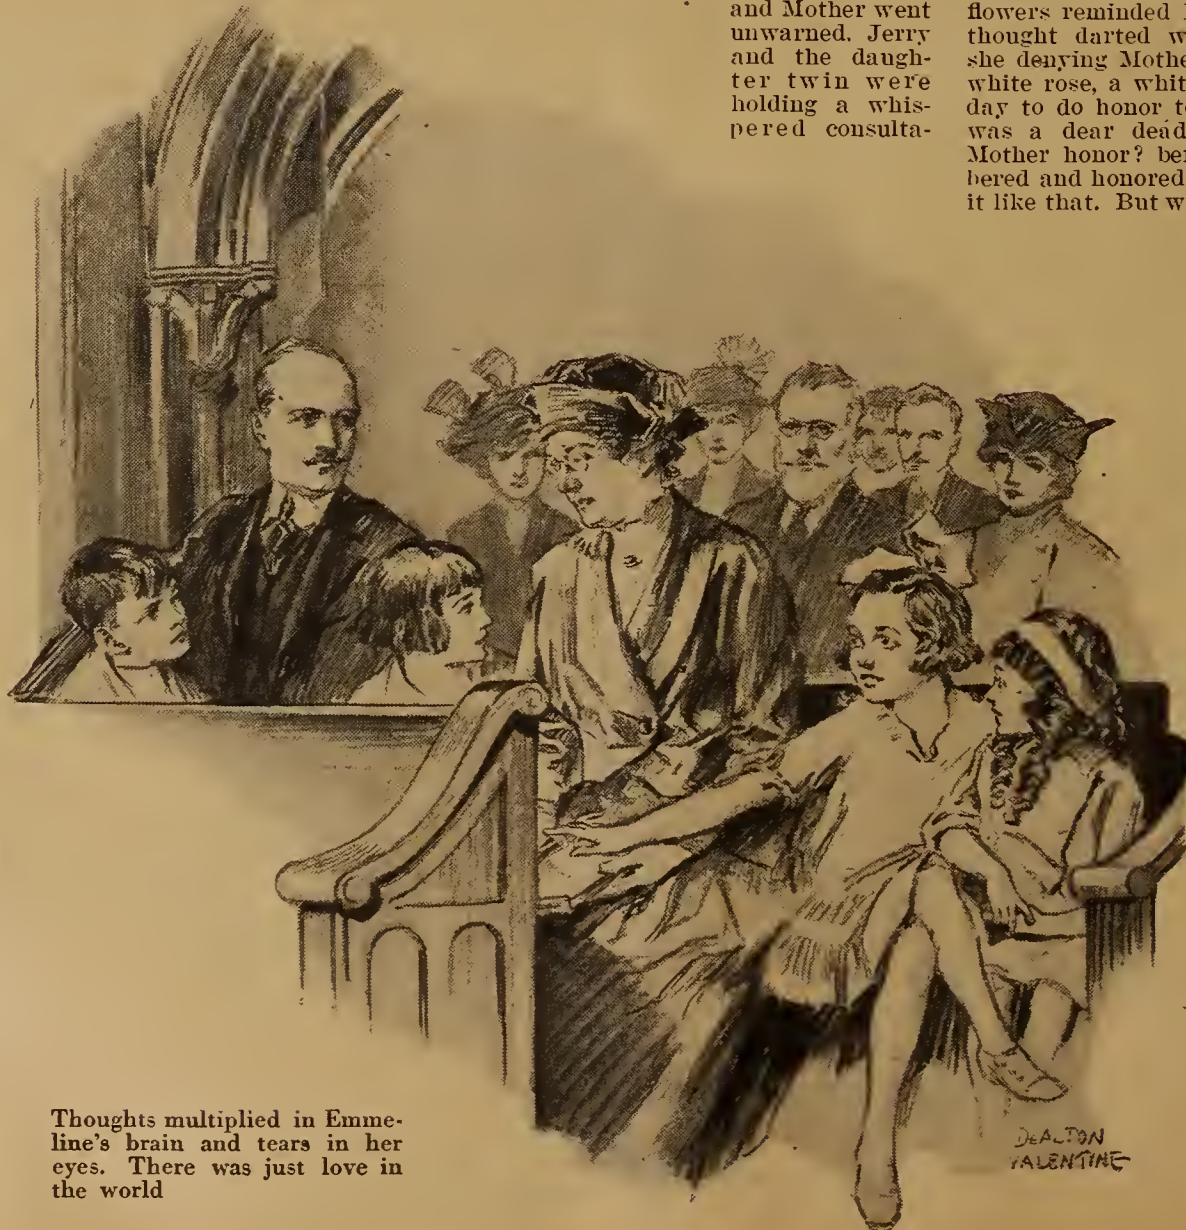 and Mother went
unwarned. Jerry
and the daugh-
ter twin were
holding a whis-
pered consulta-
flowers reminded
thought darted
she denying Mothe
white rose, a whit
day to do honor
was a dear dead
Mother honor? be
bered and honored
it like that. But
Thoughts multiplied in Emme-
line's brain and tears in her
eyes. There was just love in
the world
DEALTON
VALENTINE